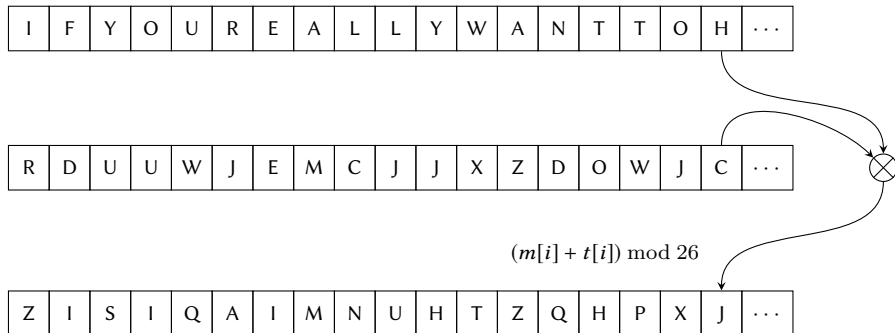 I F Y O U R E A L L Y W A N T T O H ···
R D U U W J E M C J J X Z D O W J C ···
(m[i] + t[i]) mod 26
Z I S I Q A I M N U H T Z Q H P X J ···